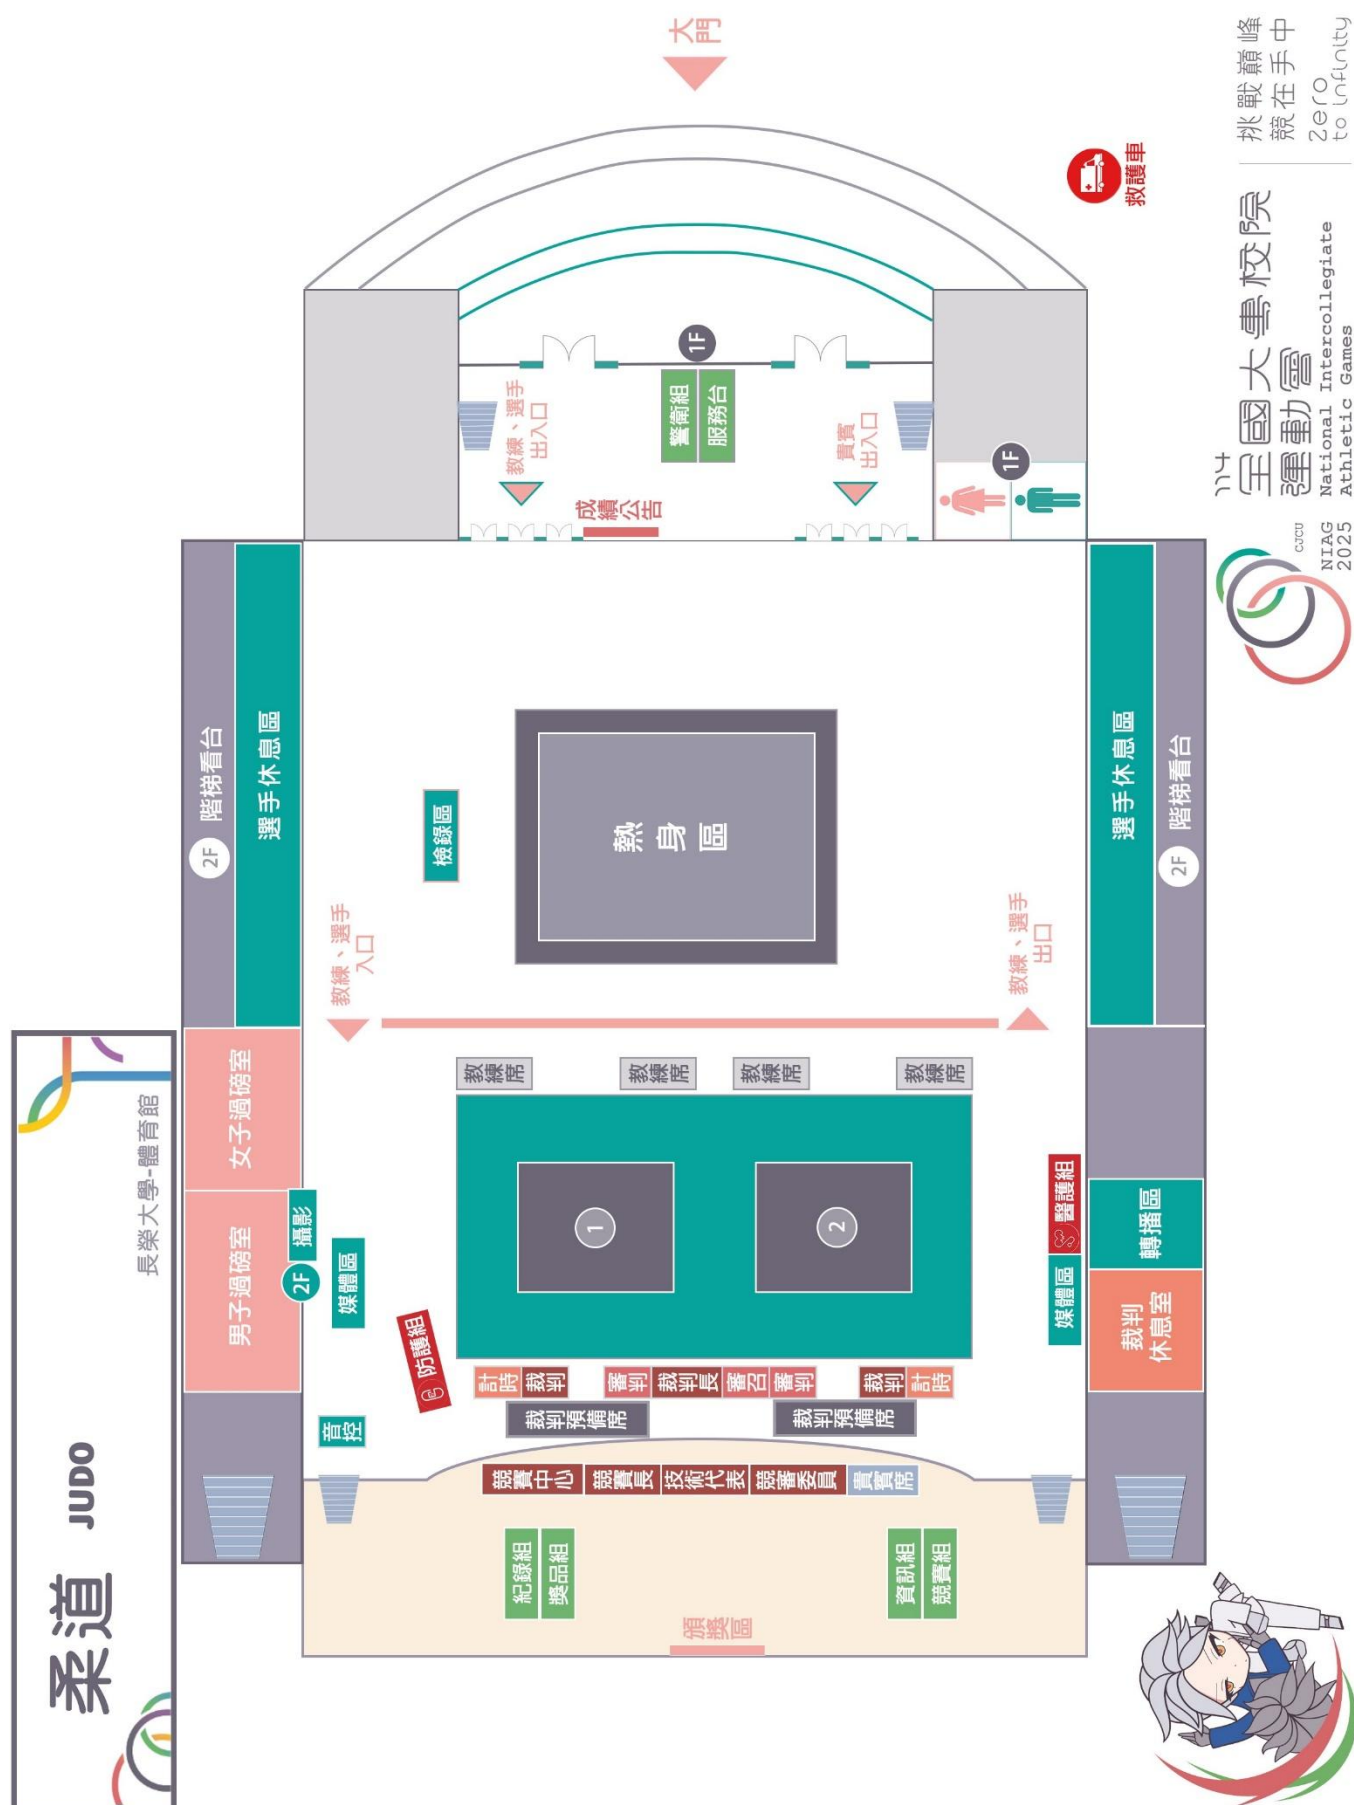 柔道 JUDO
長榮大學-體育館
男子過磅室
女子過磅室
2F 階梯看台
選手休息區
2F
攝影
媒體區
音控
防護組
教練、選手
入口
檢錄區
熱身區
教練、選手
出口
教練席
教練席
教練席
教練席
1
2
計時
裁判
審判
裁判長
審召
審判
裁判
計時
裁判預備席
裁判預備席
競賽中心
競賽長
技術代表
競審委員
貴賓席
紀錄組
獎品組
資訊組
競賽組
頒獎區
媒體區
醫護組
裁判
休息室
轉播區
選手休息區
2F 階梯看台
教練、選手
出入口
成績公告
警衛組
服務台
1F
貴賓
出入口
1F
大門
救護車
114
全國大專校院
運動會
National Intercollegiate
Athletic Games
CJCU
NIAG
2025
挑戰巔峰
競在手中
Zero
to infinity